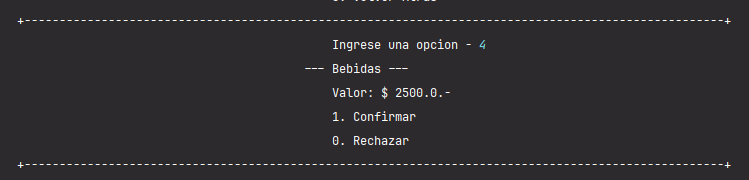 +----------------------------------------------------------------------------------------------------+
Ingrese una opcion - 4
--- Bebidas ---
Valor: $ 2500.0.-
1. Confirmar
0. Rechazar
+----------------------------------------------------------------------------------------------------+